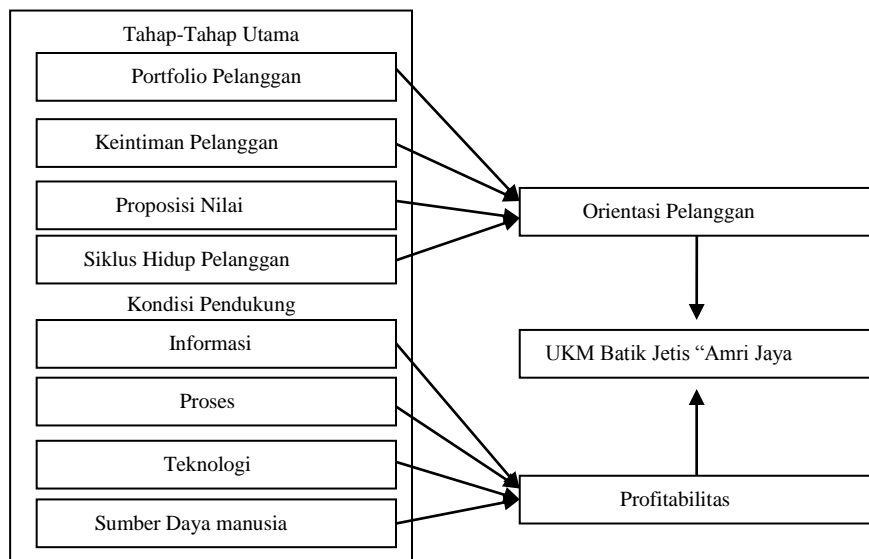 Tahap-Tahap Utama
Portfolio Pelanggan
Keintiman Pelanggan
Proposisi Nilai
Siklus Hidup Pelanggan
Kondisi Pendukung
Informasi
Proses
Teknologi
Sumber Daya manusia
Orientasi Pelanggan
UKM Batik Jetis “Amri Jaya
Profitabilitas